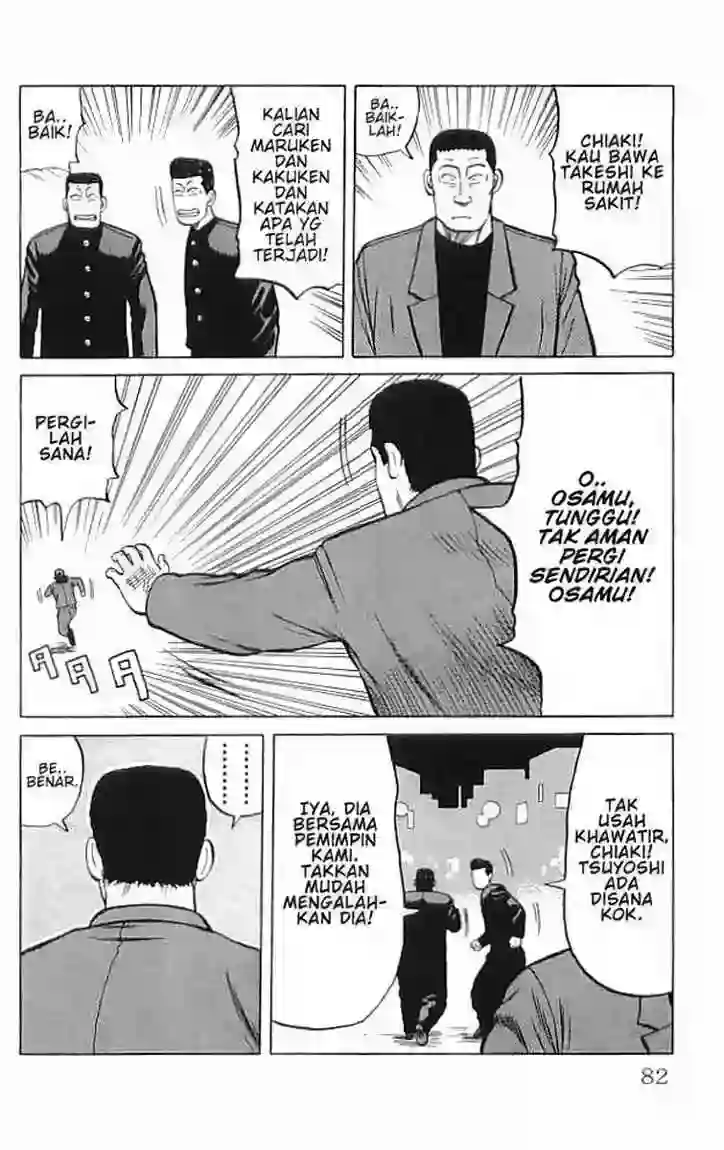 BA..
BAIK-
LAH!
CHIAKI!
KAU BAWA
TAKESHI KE
RUMAH
SAKIT!
BA..
BAIK!
KALIAN
CARI
MARUKEN
DAN
KAKUKEN
DAN
KATAKAN
APA YG
TELAH
TERJADI!
O..
OSAMU,
TUNGGU!
TAK AMAN
PERGI
SENDIRIAN!
OSAMU!
PERGI-
LAH
SANA!
TAK
USAH
KHAWATIR,
CHIAKI!
TSUYOSHI
ADA
DISANA
KOK.
IYA, DIA
BERSAMA
PEMIMPIN
KAMI.
TAKKAN
MUDAH
MENGALAH-
KAN DIA!
.......
BE..
BENAR.
82